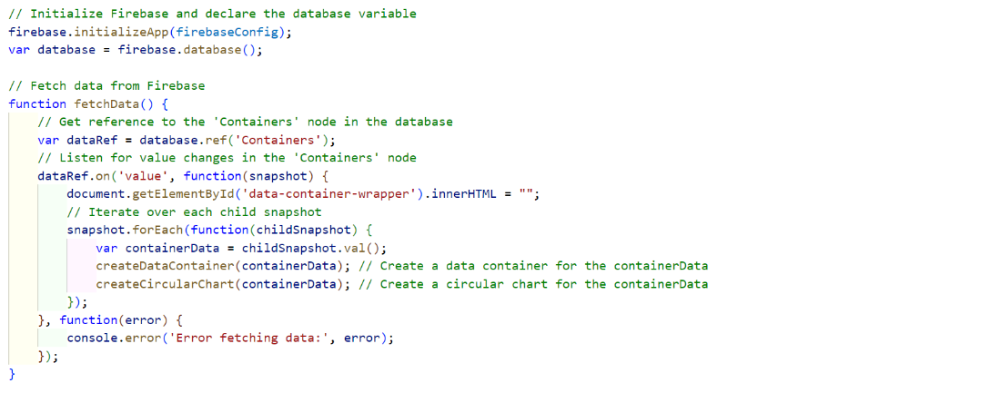 // Initialize Firebase and declare the database variable
firebase.initializeApp(firebaseConfig);
var database = firebase.database();

// Fetch data from Firebase
function fetchData() {
    // Get reference to the 'Containers' node in the database
    var dataRef = database.ref('Containers');
    // Listen for value changes in the 'Containers' node
    dataRef.on('value', function(snapshot) {
        document.getElementById('data-container-wrapper').innerHTML = "";
        // Iterate over each child snapshot
        snapshot.forEach(function(childSnapshot) {
            var containerData = childSnapshot.val();
            createDataContainer(containerData); // Create a data container for the containerData
            createCircularChart(containerData); // Create a circular chart for the containerData
        });
    }, function(error) {
        console.error('Error fetching data:', error);
    });
}